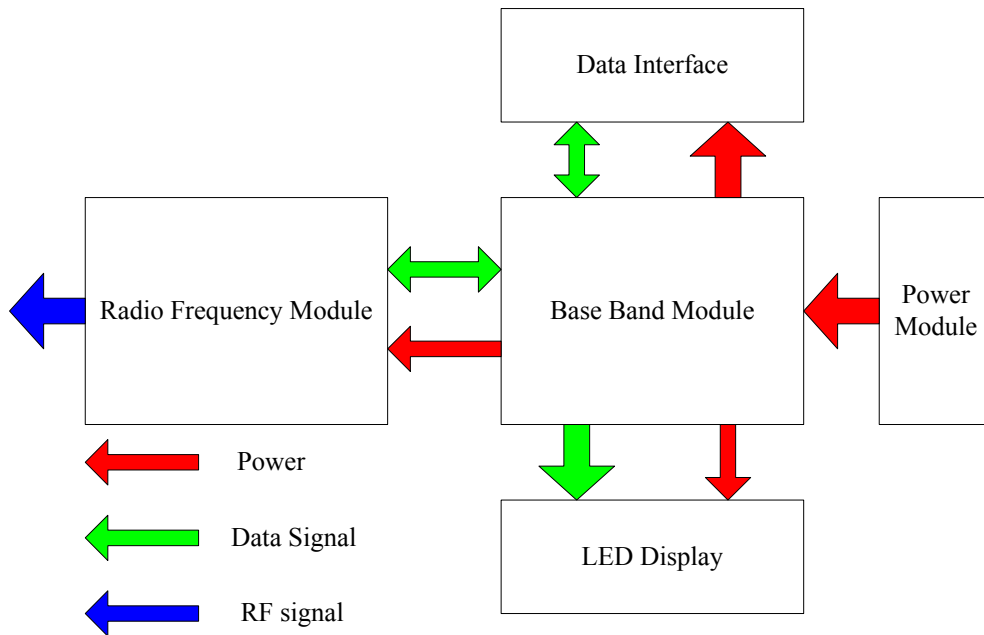 Data Interface
Radio Frequency Module
Base Band Module
Power
Module
Power
Data Signal
LED Display
RF signal